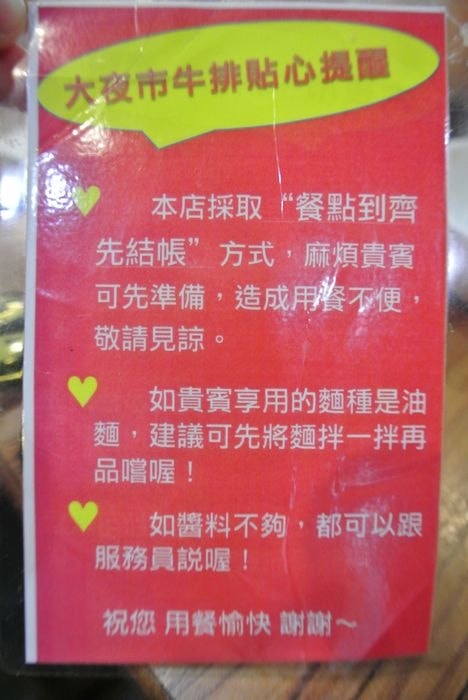 大夜市牛排貼心提醒
本店採取“餐點到齊
先結帳”方式，麻煩貴賓
可先準備，造成用餐不便，
敬請見諒。
如貴賓享用的麵種是油
麵，建議可先將麵拌一拌再
品嚐喔！
如醬料不夠，都可以跟
服務員説喔！
祝您 用餐愉快 謝謝～